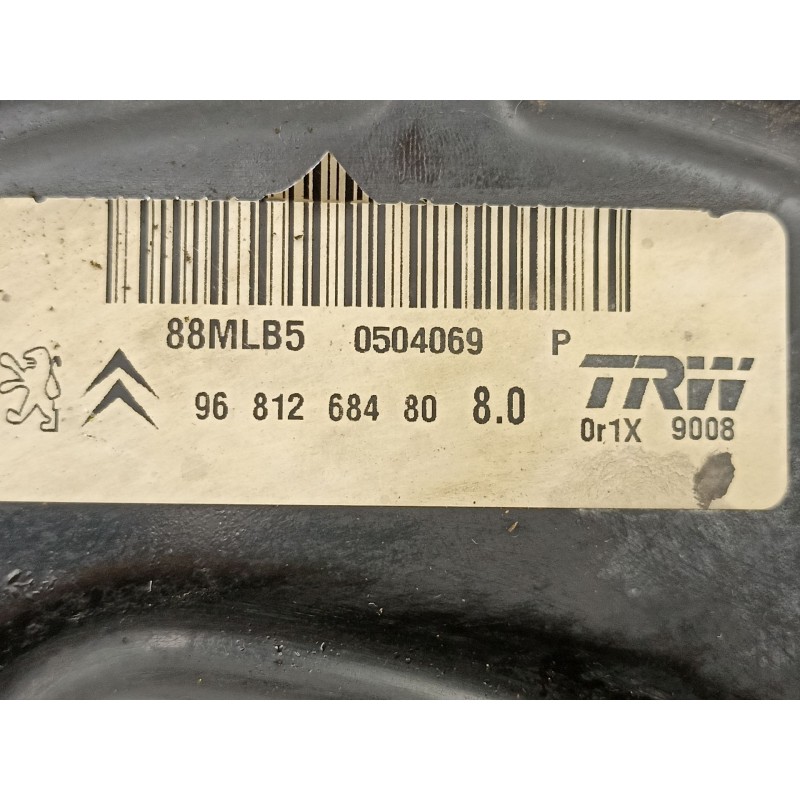 88MLB5 0504069 P
96 812 684 80 8.0 TRW
0r1X 9008